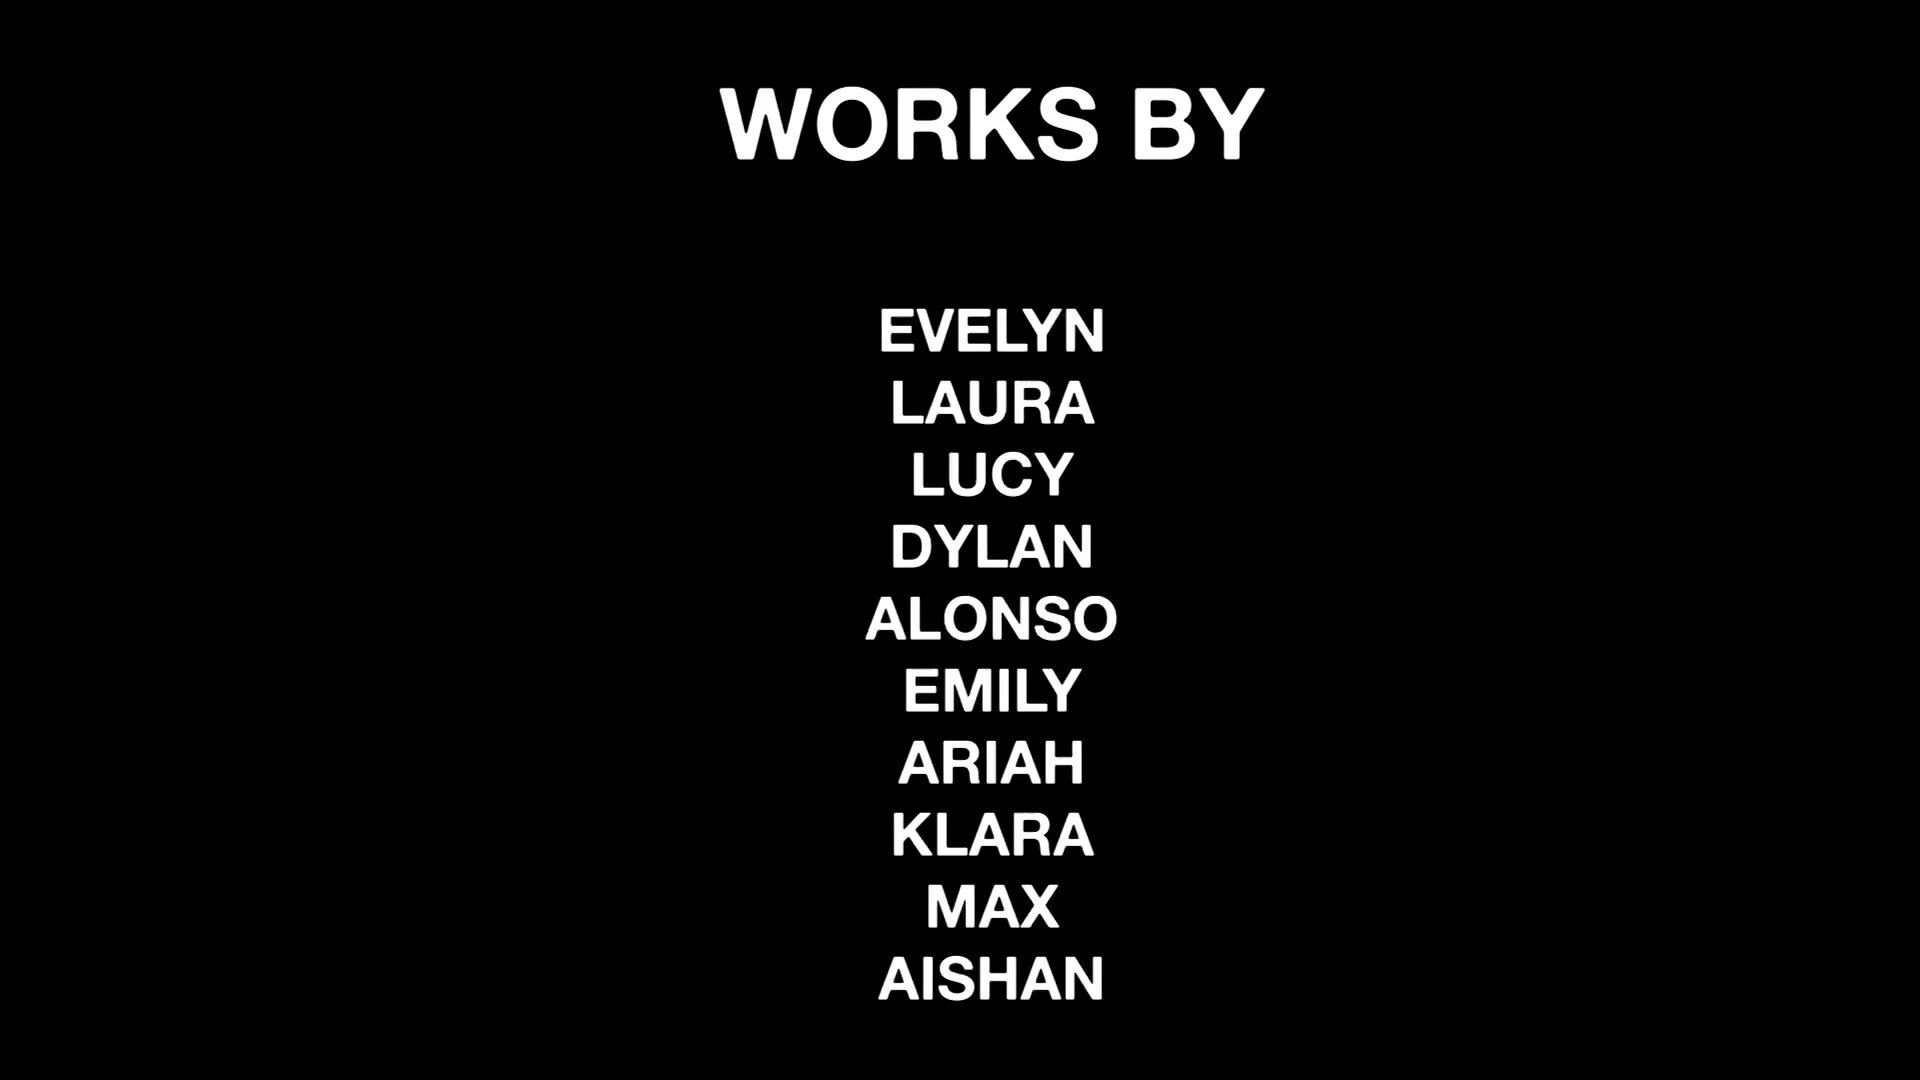 WORKS BY
EVELYN
LAURA
LUCY
DYLAN
ALONSO
EMILY
ARIAH
KLARA
MAX
AISHAN